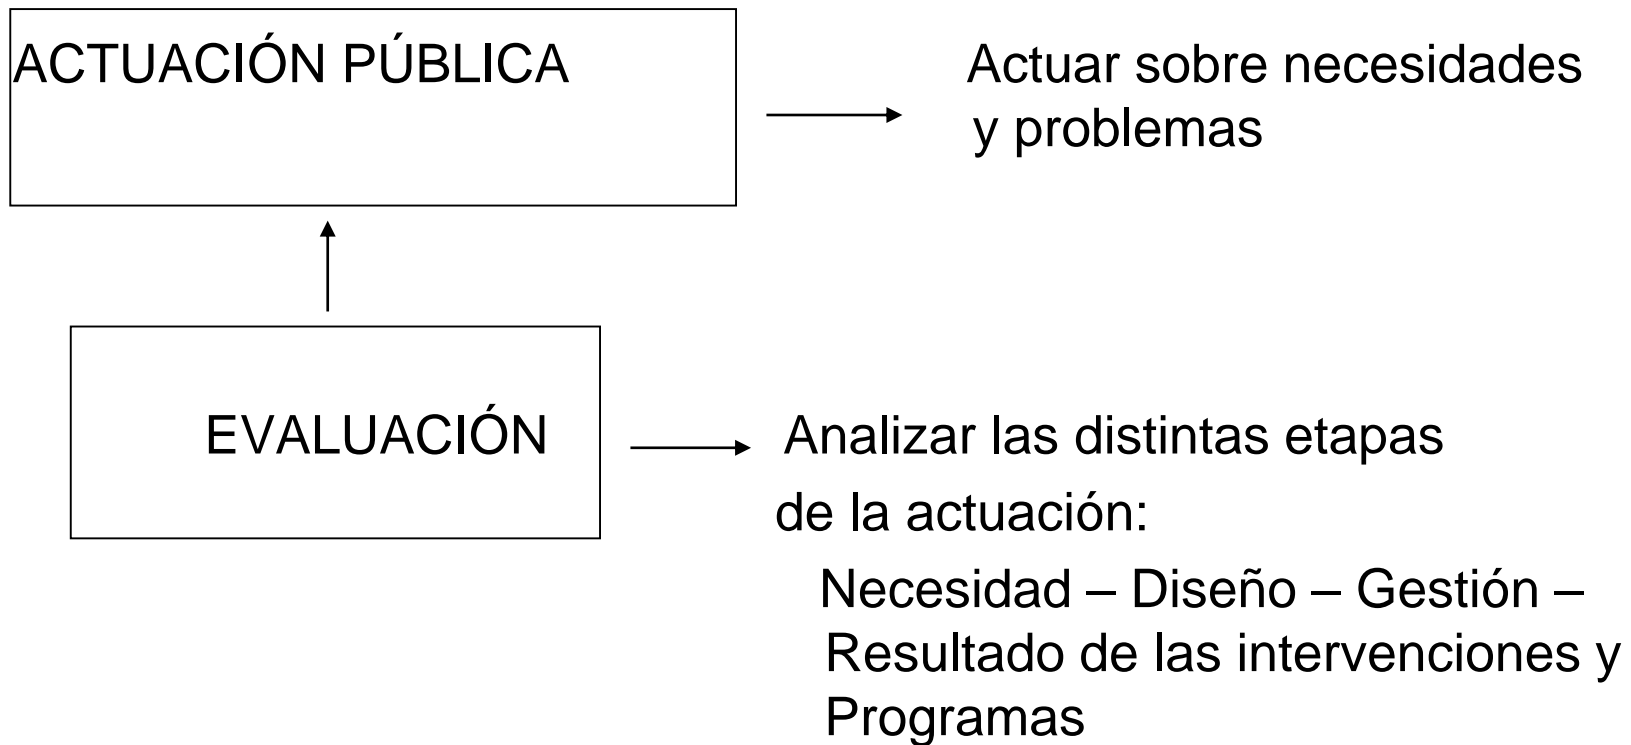 ACTUACIÓN PÚBLICA
Actuar sobre necesidades
y problemas
EVALUACIÓN
Analizar las distintas etapas
de la actuación:
Necesidad – Diseño – Gestión –
Resultado de las intervenciones y
Programas